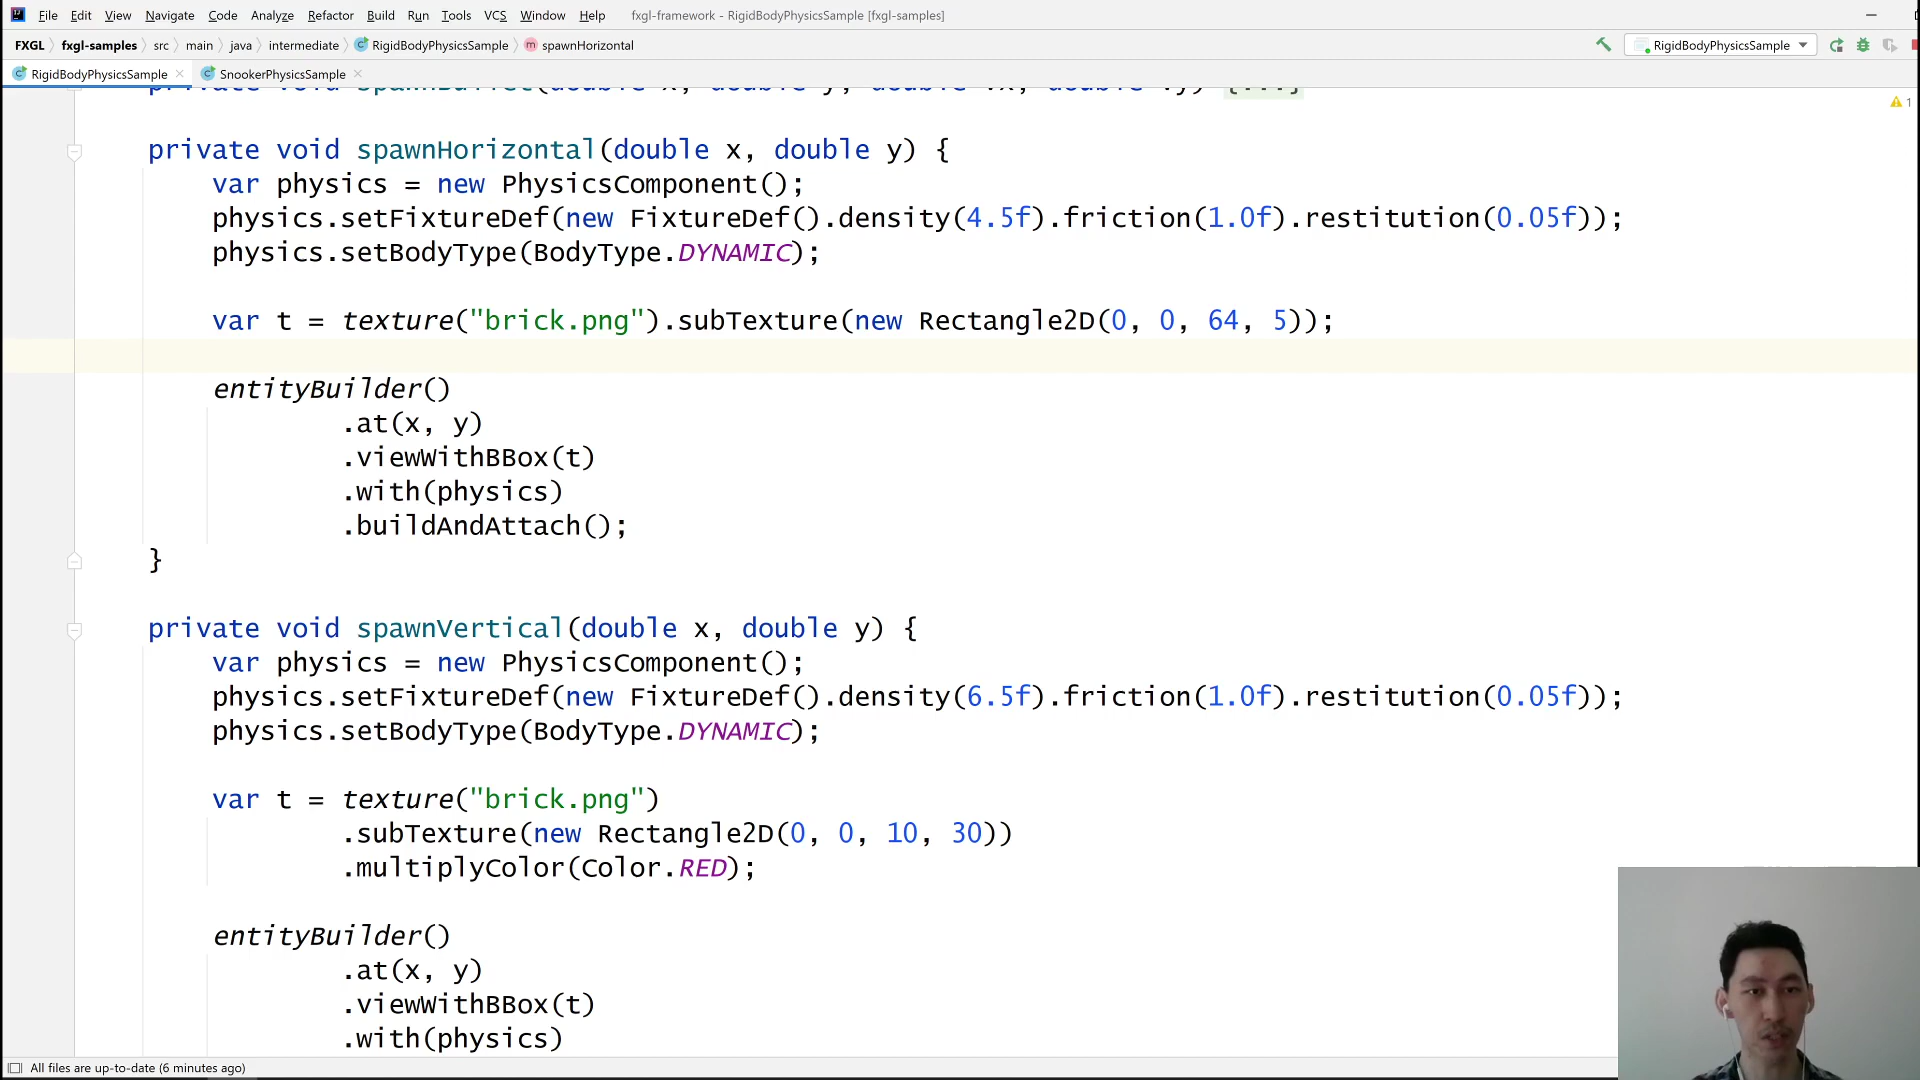 File Edit View Navigate Code Analyze Refactor Build Run Tools VCS Window Help fxgl-framework - RigidBodyPhysicsSample [fxgl-samples]
FXGL fxgl-samples src main java intermediate RigidBodyPhysicsSample m spawnHorizontal RigidBodyPhysicsSample
RigidBodyPhysicsSample SnookerPhysicsSample
1
private void spawnHorizontal(double x, double y) {
var physics = new PhysicsComponent();
physics.setFixtureDef(new FixtureDef().density(4.5f).friction(1.0f).restitution(0.05f));
physics.setBodyType(BodyType.DYNAMIC);
var t = texture("brick.png").subTexture(new Rectangle2D(0, 0, 64, 5));
entityBuilder()
.at(x, y)
.viewWithBBox(t)
.with(physics)
.buildAndAttach();
}
private void spawnVertical(double x, double y) {
var physics = new PhysicsComponent();
physics.setFixtureDef(new FixtureDef().density(6.5f).friction(1.0f).restitution(0.05f));
physics.setBodyType(BodyType.DYNAMIC);
var t = texture("brick.png")
.subTexture(new Rectangle2D(0, 0, 10, 30))
.multiplyColor(Color.RED);
entityBuilder()
.at(x, y)
.viewWithBBox(t)
.with(physics)
All files are up-to-date (6 minutes ago)